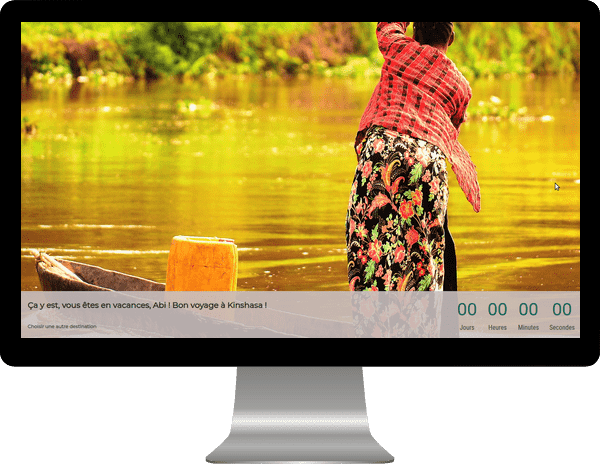 Ça y est, vous êtes en vacances, Abi ! Bon voyage à Kinshasa !
Choisir une autre destination
00 00 00 00
Jours Heures Minutes Secondes